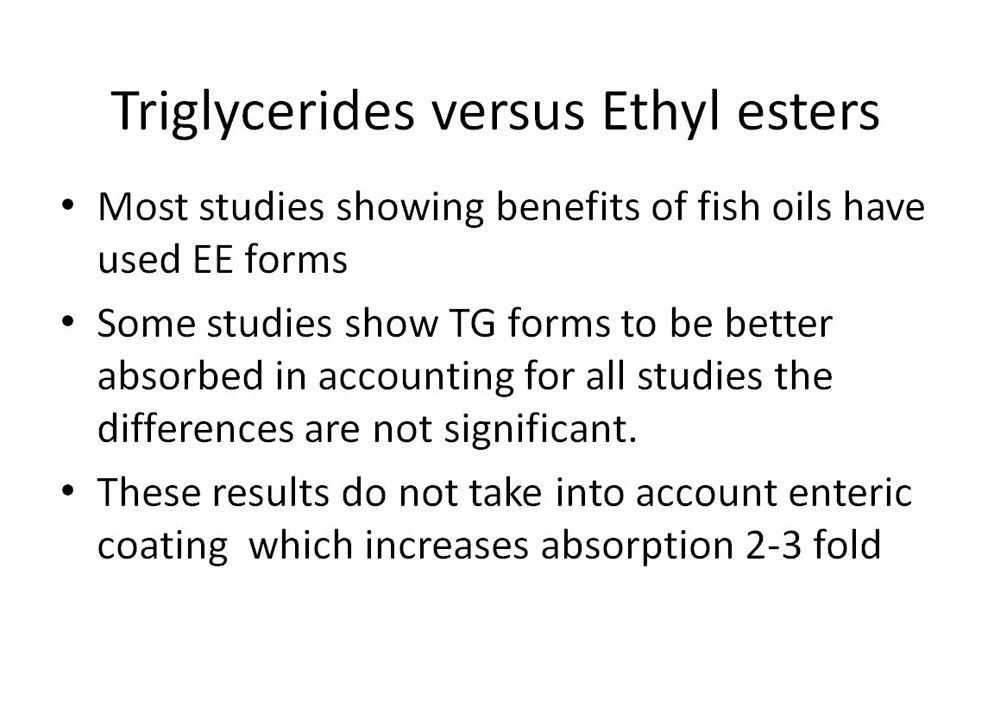 Triglycerides versus Ethyl esters
• Most studies showing benefits of fish oils have
used EE forms
• Some studies show TG forms to be better
absorbed in accounting for all studies the
differences are not significant.
• These results do not take into account enteric
coating  which increases absorption 2-3 fold